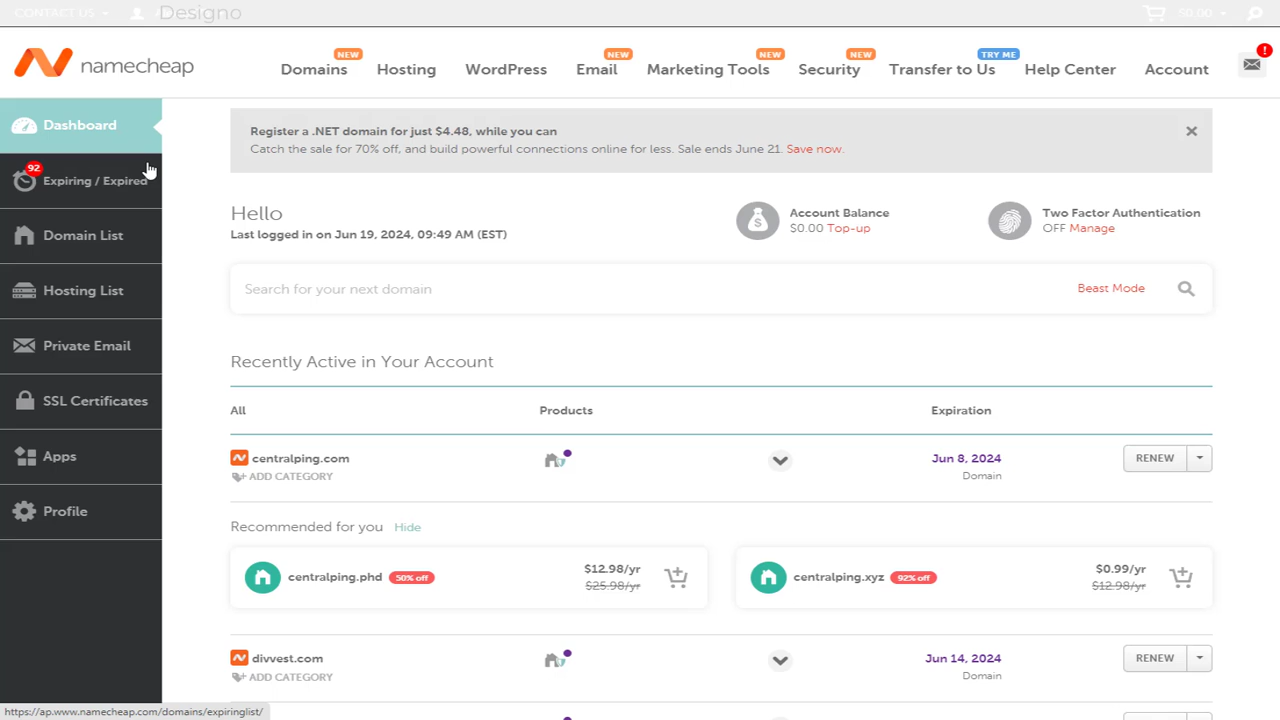 CONTACT US
Designo
$0.00
NEW
NEW
NEW
NEW
TRY ME
!
namecheap
Domains
Hosting
WordPress
Email
Marketing Tools
Security
Transfer to Us
Help Center
Account
Dashboard
92
Expiring / Expired
Domain List
Hosting List
Private Email
SSL Certificates
Apps
Profile
Register a .NET domain for just $4.48, while you can
Catch the sale for 70% off, and build powerful connections online for less. Sale ends June 21. Save now.
Hello
Last logged in on Jun 19, 2024, 09:49 AM (EST)
Account Balance
$0.00 Top-up
Two Factor Authentication
OFF Manage
Search for your next domain
Beast Mode
Recently Active in Your Account
All
Products
Expiration
centralping.com
ADD CATEGORY
Jun 8, 2024
Domain
RENEW
Recommended for you
Hide
centralping.phd
50% off
$12.98/yr
$25.98/yr
centralping.xyz
92% off
$0.99/yr
$12.98/yr
divvest.com
ADD CATEGORY
Jun 14, 2024
Domain
RENEW
https://ap.www.namecheap.com/domains/expiringlist/